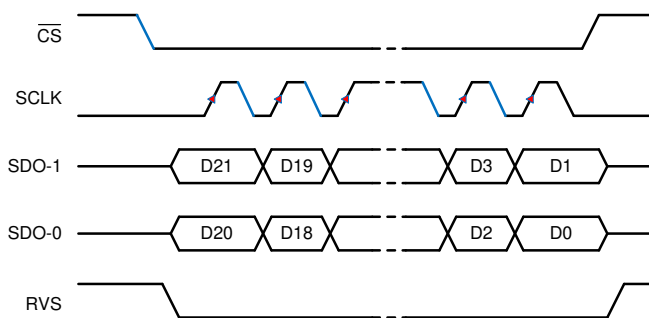 CS
SCLK
SDO-1 D21 D19 D3 D1
SDO-0 D20 D18 D2 D0
RVS